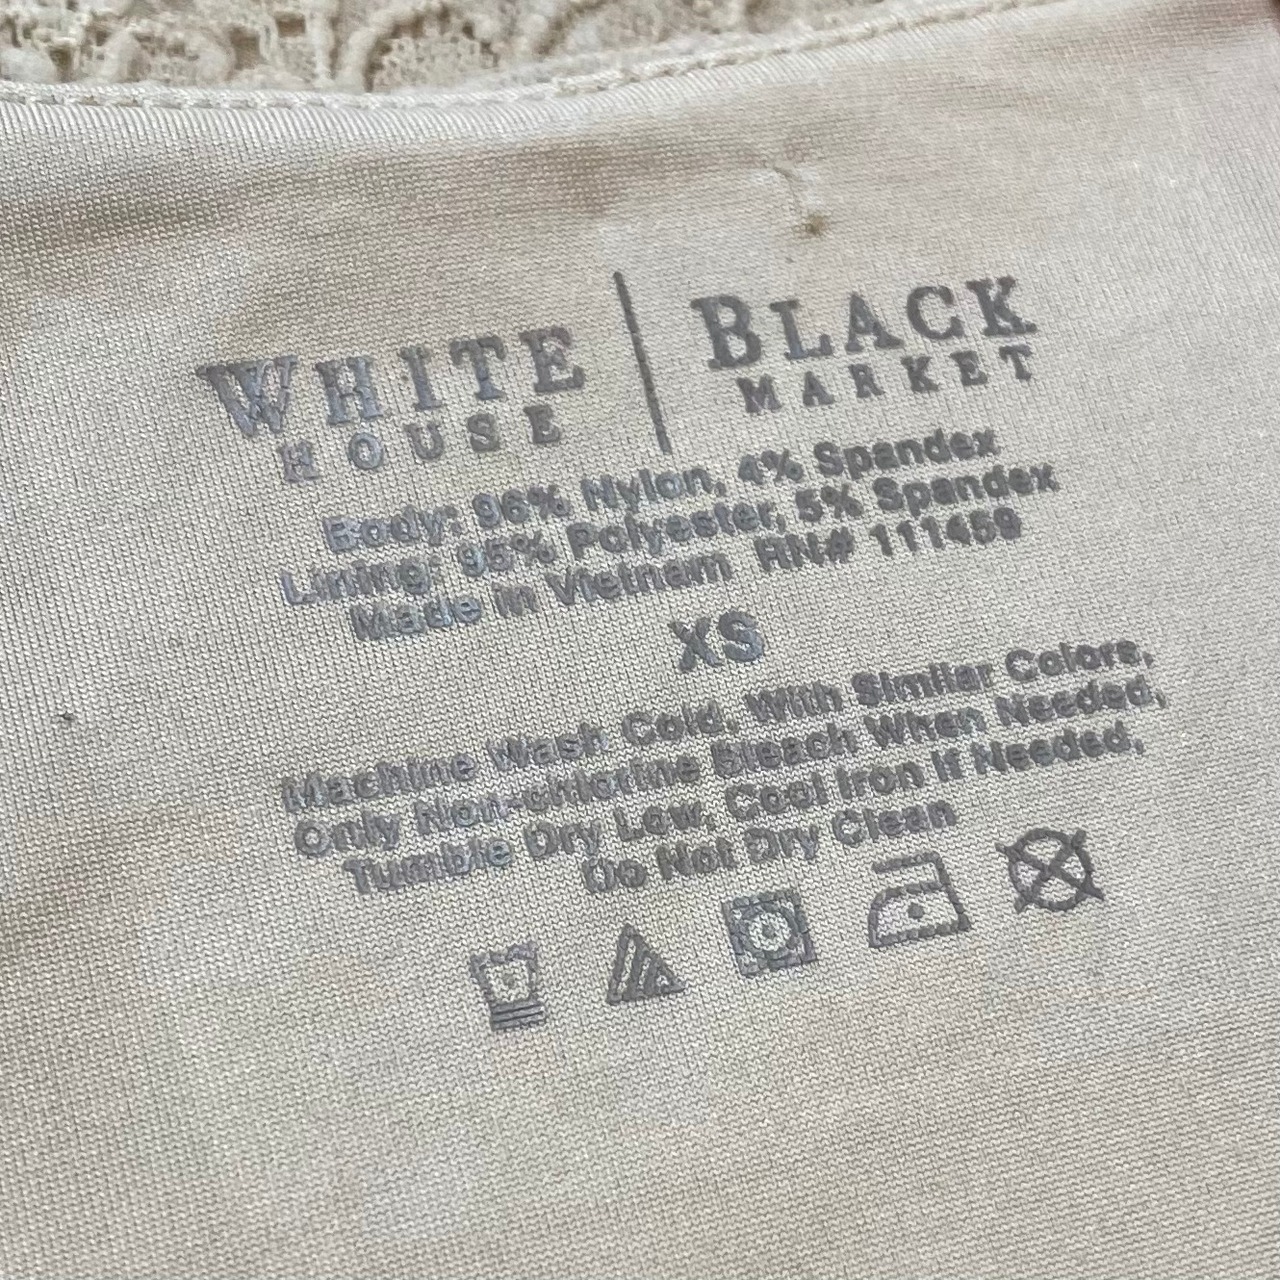 WHITE HOUSE | BLACK MARKET
Body: 96% Nylon, 4% Spandex
Lining: 95% Polyester, 5% Spandex
Made in Vietnam RN# 111459
XS
Machine Wash Cold, With Similar Colors,
Only Non-chlorine Bleach When Needed,
Tumble Dry Low, Cool Iron If Needed,
Do Not Dry Clean